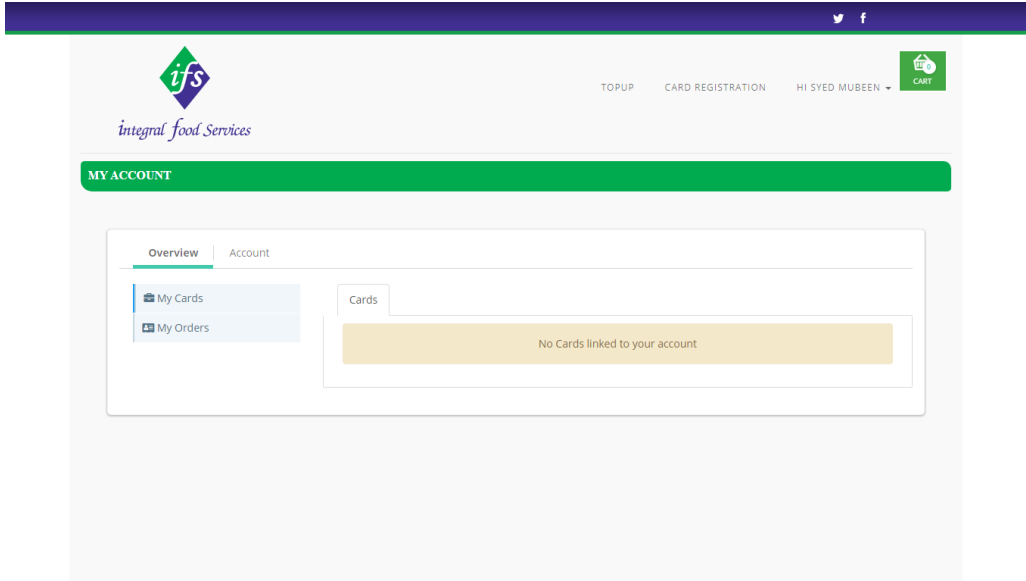 ifs
integral food Services
TOPUP
CARD REGISTRATION
HI SYED MUBEEN
0
CART
MY ACCOUNT
Overview
Account
My Cards
My Orders
Cards
No Cards linked to your account